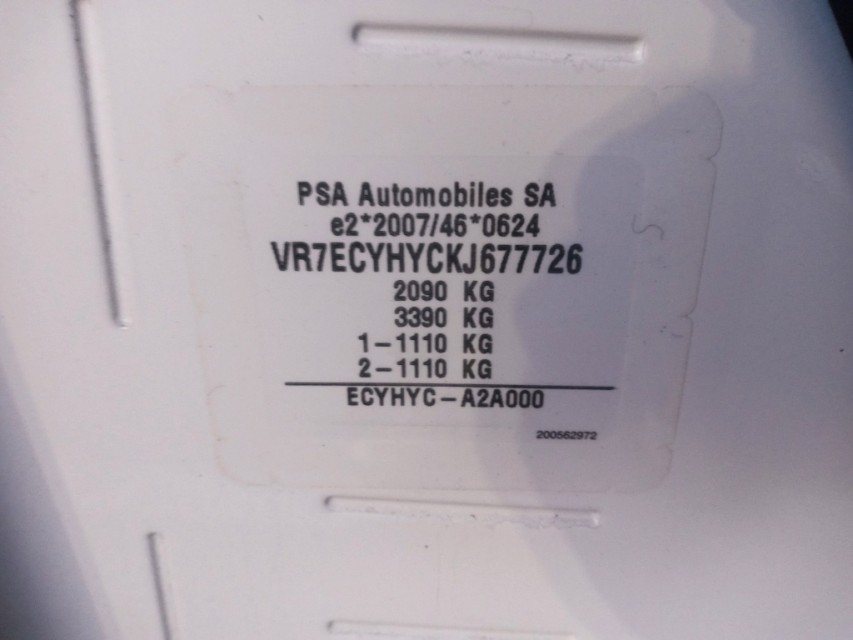 PSA Automobiles SA
e2*2007/46*0624
VR7ECYHYCKJ677726
2090 KG
3390 KG
1-1110 KG
2-1110 KG
ECYHYC-A2A000
200562972